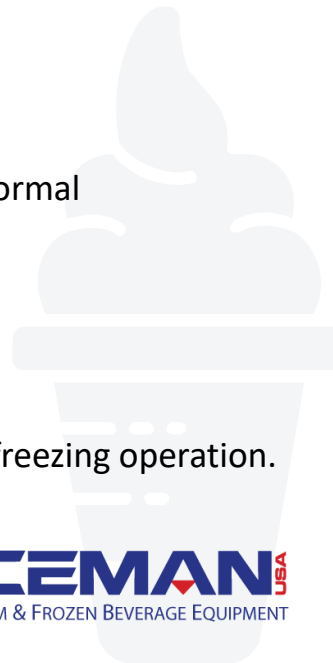 ormal
freezing operation.
CEMAN USA
M & FROZEN BEVERAGE EQUIPMENT